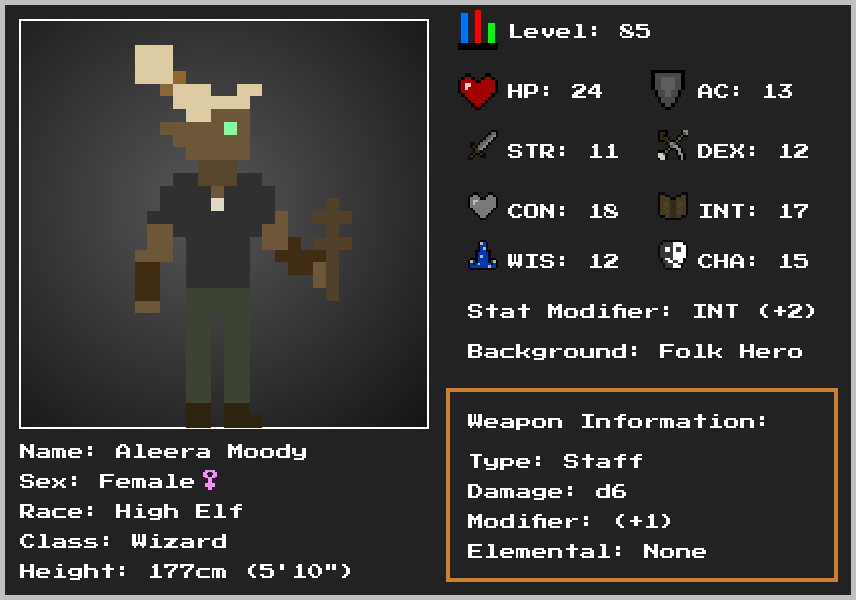 Level: 85
HP: 24 AC: 13
STR: 11 DEX: 12
CON: 18 INT: 17
WIS: 12 CHA: 15
Stat Modifier: INT (+2)
Background: Folk Hero
Weapon Information:
Type: Staff
Damage: d6
Modifier: (+1)
Elemental: None
Name: Aleera Moody
Sex: Female♀
Race: High Elf
Class: Wizard
Height: 177cm (5'10")